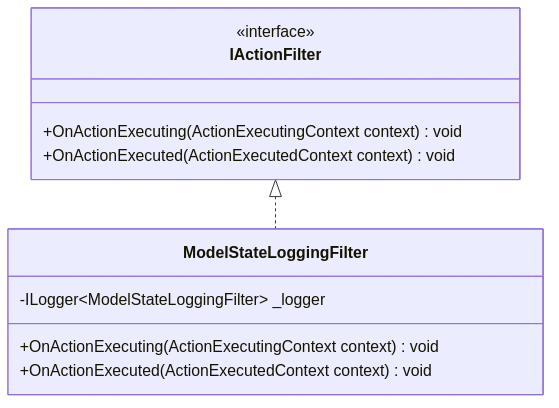 «interface»
IActionFilter
+OnActionExecuting(ActionExecutingContext context) : void
+OnActionExecuted(ActionExecutedContext context) : void
ModelStateLoggingFilter
-ILogger<ModelStateLoggingFilter> _logger
+OnActionExecuting(ActionExecutingContext context) : void
+OnActionExecuted(ActionExecutedContext context) : void